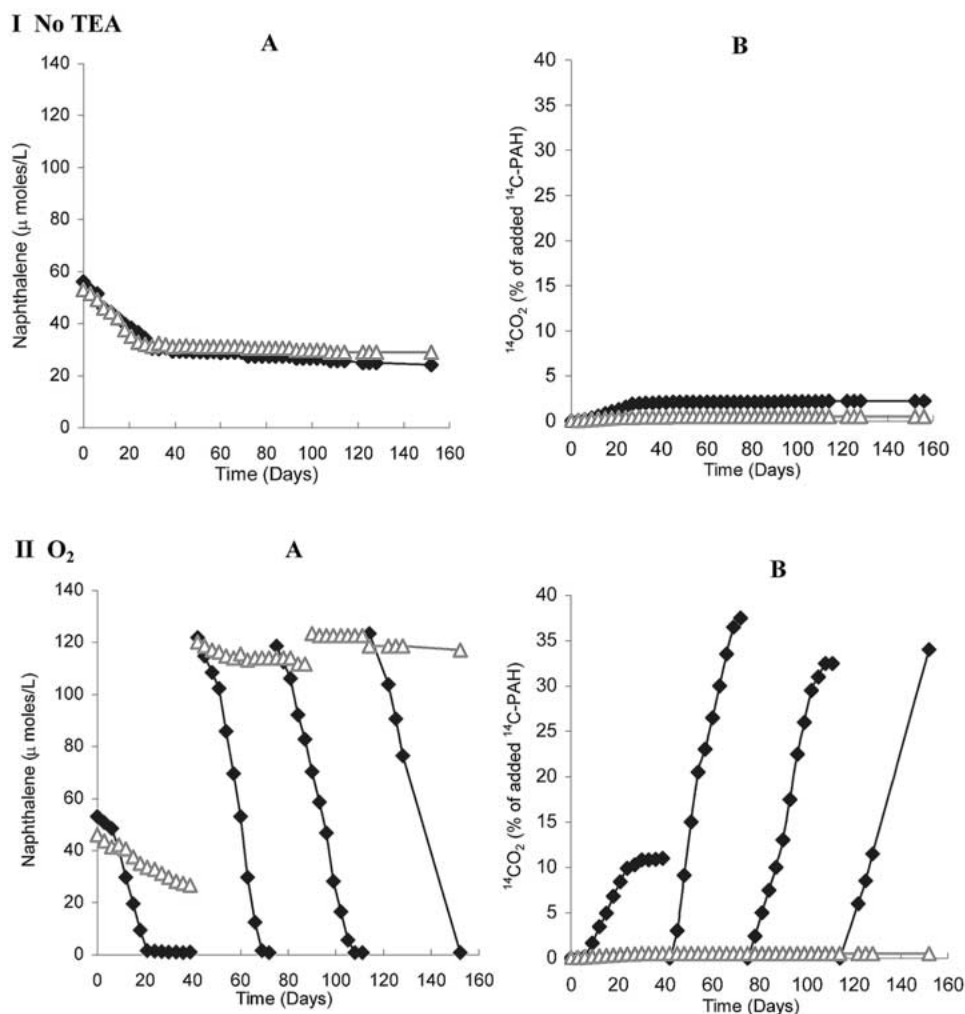 I No TEA
A
B
Naphthalene (μ moles/L)
140
120
100
80
60
40
20
0
0 20 40 60 80 100 120 140 160
Time (Days)
¹⁴CO₂ (% of added ¹⁴C-PAH)
40
35
30
25
20
15
10
5
0
0 20 40 60 80 100 120 140 160
Time (Days)
II O₂
A
B
Naphthalene (μ moles/L)
140
120
100
80
60
40
20
0
0 20 40 60 80 100 120 140 160
Time (Days)
¹⁴CO₂ (% of added ¹⁴C-PAH)
40
35
30
25
20
15
10
5
0
0 20 40 60 80 100 120 140 160
Time (Days)